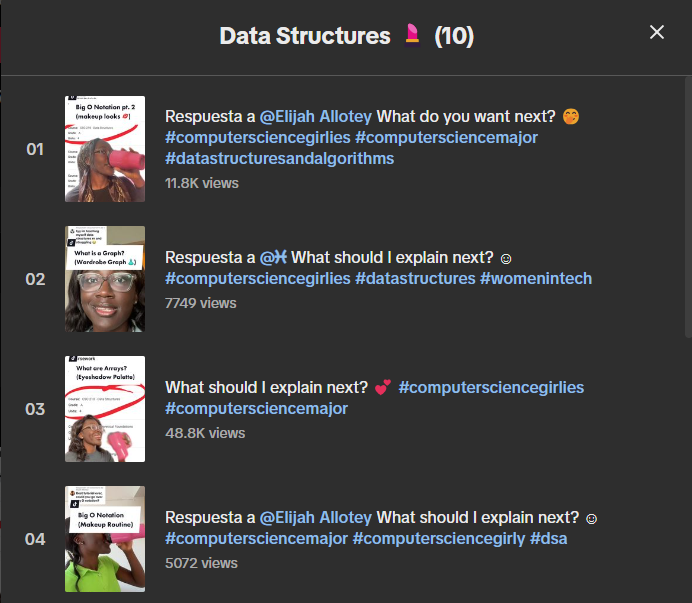 Data Structures 💄 (10)
01
Big O Notation pt. 2
(makeup looks 💋)
Respuesta a @Elijah Allotey What do you want next? 🤭
#computersciencegirlies #computersciencemajor
#datastructuresandalgorithms
11.8K views
02
What is a Graph?
(Wardrobe Graph 👗)
Respuesta a @♓ What should I explain next? ☺
#computersciencegirlies #datastructures #womenintech
7749 views
03
What are Arrays?
(Eyeshadow Palatte)
What should I explain next? 💕 #computersciencegirlies
#computersciencemajor
48.8K views
04
Big O Notation
(Makeup Routine)
Respuesta a @Elijah Allotey What should I explain next? ☺
#computersciencemajor #computersciencegirly #dsa
5072 views